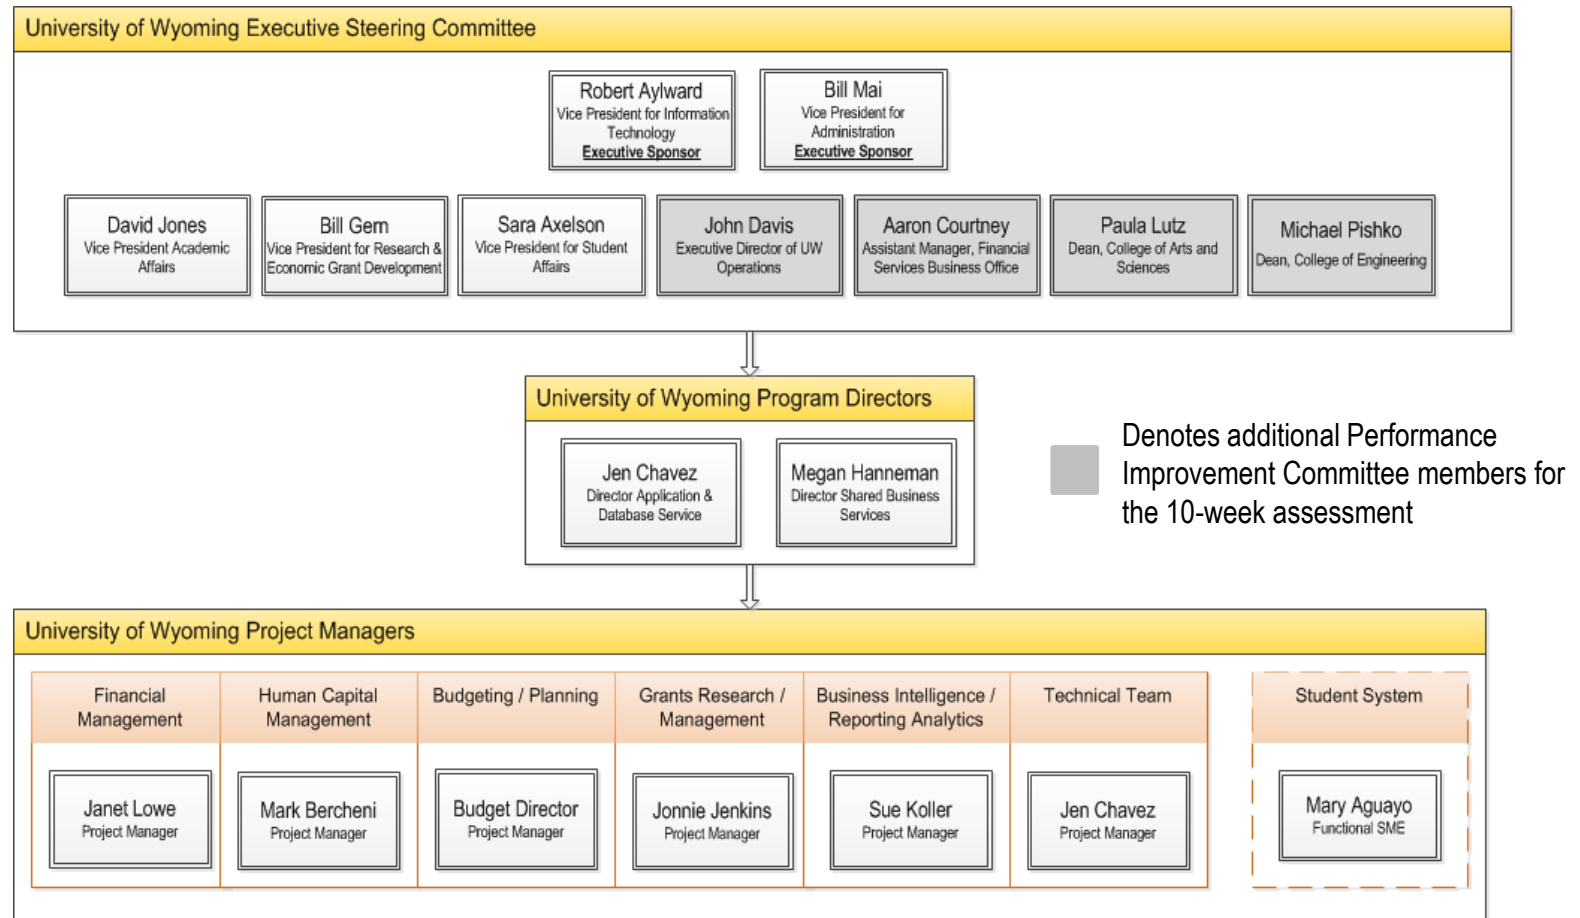 University of Wyoming Executive Steering Committee
Robert Aylward
Vice President for Information
Technology
Executive Sponsor
Bill Mai
Vice President for
Administration
Executive Sponsor
David Jones
Vice President Academic
Affairs
Bill Gern
Vice President for Research &
Economic Grant Development
Sara Axelson
Vice President for Student
Affairs
John Davis
Executive Director of UW
Operations
Aaron Courtney
Assistant Manager, Financial
Services Business Office
Paula Lutz
Dean, College of Arts and
Sciences
Michael Pishko
Dean, College of Engineering
University of Wyoming Program Directors
Jen Chavez
Director Application &
Database Service
Megan Hanneman
Director Shared Business
Services
Denotes additional Performance
Improvement Committee members for
the 10-week assessment
University of Wyoming Project Managers
Financial
Management
Janet Lowe
Project Manager
Human Capital
Management
Mark Bercheni
Project Manager
Budgeting / Planning
Budget Director
Project Manager
Grants Research /
Management
Jonnie Jenkins
Project Manager
Business Intelligence /
Reporting Analytics
Sue Koller
Project Manager
Technical Team
Jen Chavez
Project Manager
Student System
Mary Aguayo
Functional SME